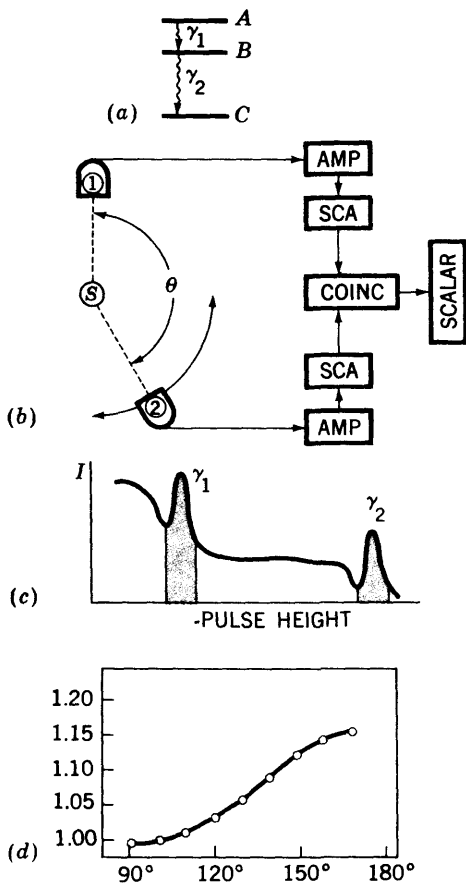 A
γ1
B
γ2
C
(a)
1
AMP
SCA
S
θ
COINC
SCALAR
SCA
2
AMP
(b)
I
γ1
γ2
(c)
-PULSE HEIGHT
1.20
1.15
1.10
1.05
1.00
(d)
90° 120° 150° 180°